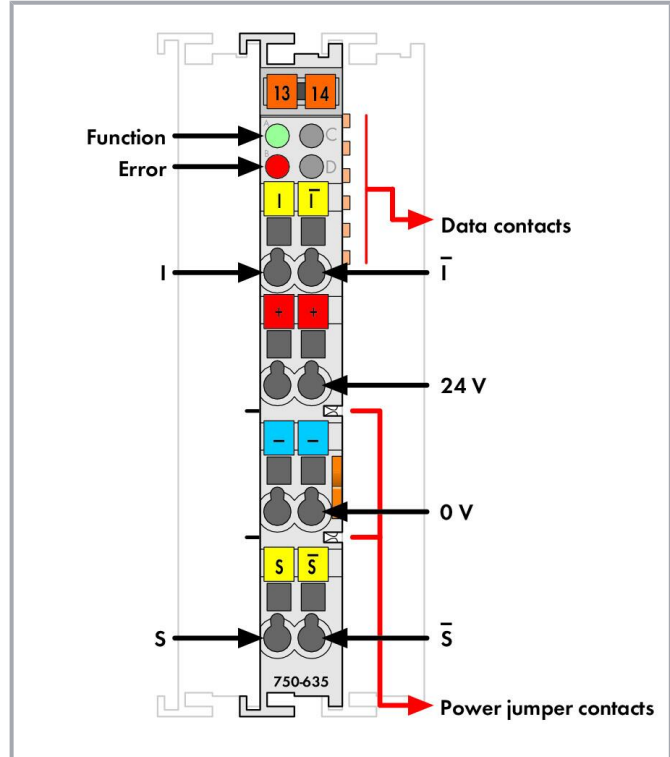 13 14
A C
Function
Error
B D
I I̅
Data contacts
I
I̅
+ +
24 V
– –
0 V
S S̅
S
S̅
750-635
Power jumper contacts